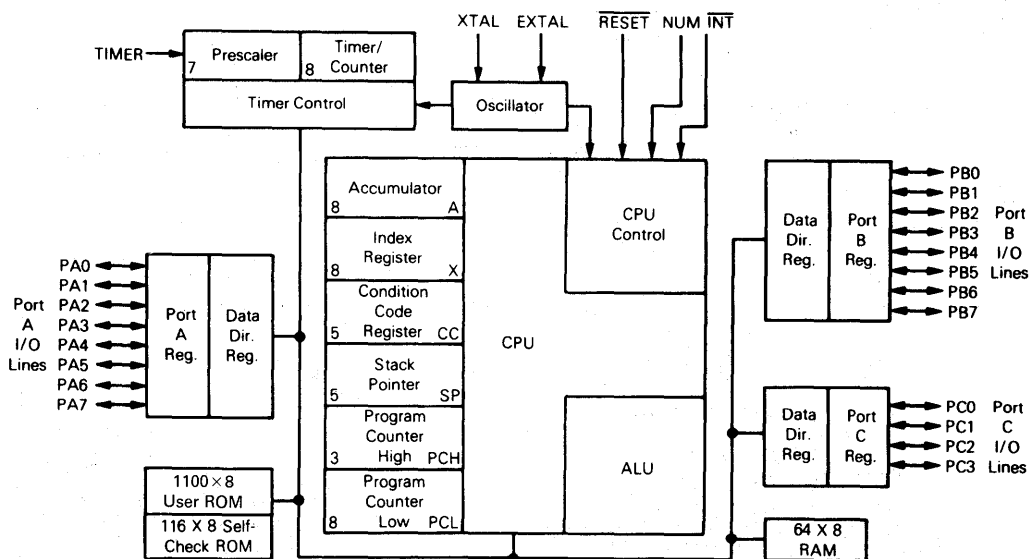 XTAL EXTAL RESET NUM INT
TIMER
7 Prescaler
8 Timer/
Counter
Timer Control
Oscillator
Accumulator
8 A
Index
Register
8 X
Condition
Code
Register
5 CC
Stack
Pointer
5 SP
Program
Counter
High
3 PCH
Program
Counter
Low
8 PCL
CPU
CPU
Control
ALU
Port
A
I/O
Lines
PA0
PA1
PA2
PA3
PA4
PA5
PA6
PA7
Port
A
Reg.
Data
Dir.
Reg.
1100×8
User ROM
116 X 8 Self-
Check ROM
Data
Dir.
Reg.
Port
B
Reg.
PB0
PB1
PB2
PB3
PB4
PB5
PB6
PB7
Port
B
I/O
Lines
Data
Dir.
Reg.
Port
C
Reg.
PC0
PC1
PC2
PC3
Port
C
I/O
Lines
64 X 8
RAM